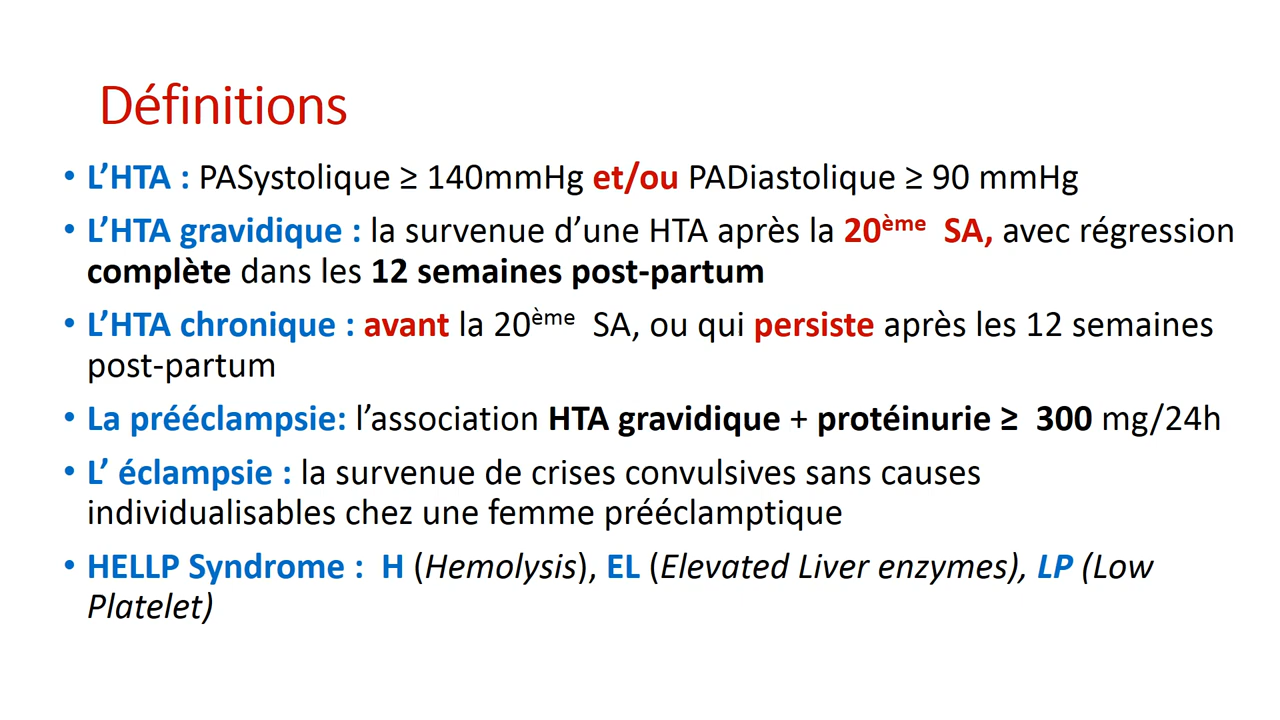 Définitions
• L’HTA : PASystolique ≥ 140mmHg et/ou PADiastolique ≥ 90 mmHg
• L’HTA gravidique : la survenue d’une HTA après la 20ème SA, avec régression
complète dans les 12 semaines post-partum
• L’HTA chronique : avant la 20ème SA, ou qui persiste après les 12 semaines
post-partum
• La prééclampsie: l’association HTA gravidique + protéinurie ≥ 300 mg/24h
• L’ éclampsie : la survenue de crises convulsives sans causes
individualisables chez une femme prééclamptique
• HELLP Syndrome : H (Hemolysis), EL (Elevated Liver enzymes), LP (Low
Platelet)